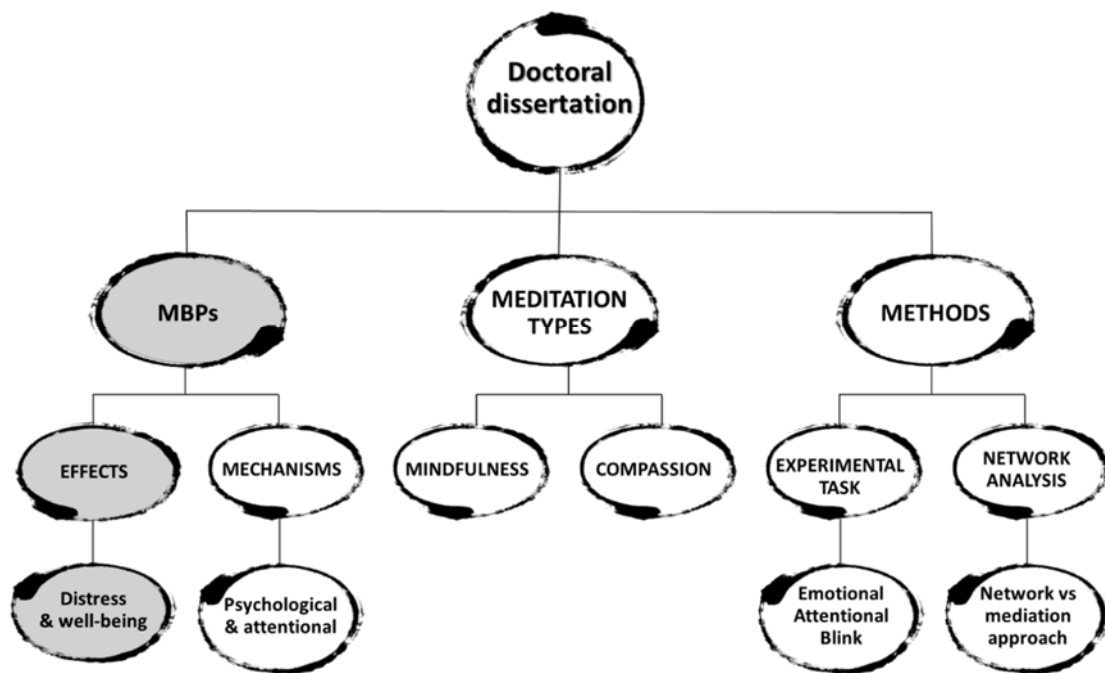 Doctoral
dissertation
MBPs
MEDITATION
TYPES
METHODS
EFFECTS
MECHANISMS
MINDFULNESS
COMPASSION
EXPERIMENTAL
TASK
NETWORK
ANALYSIS
Distress
& well-being
Psychological
& attentional
Emotional
Attentional
Blink
Network vs
mediation
approach